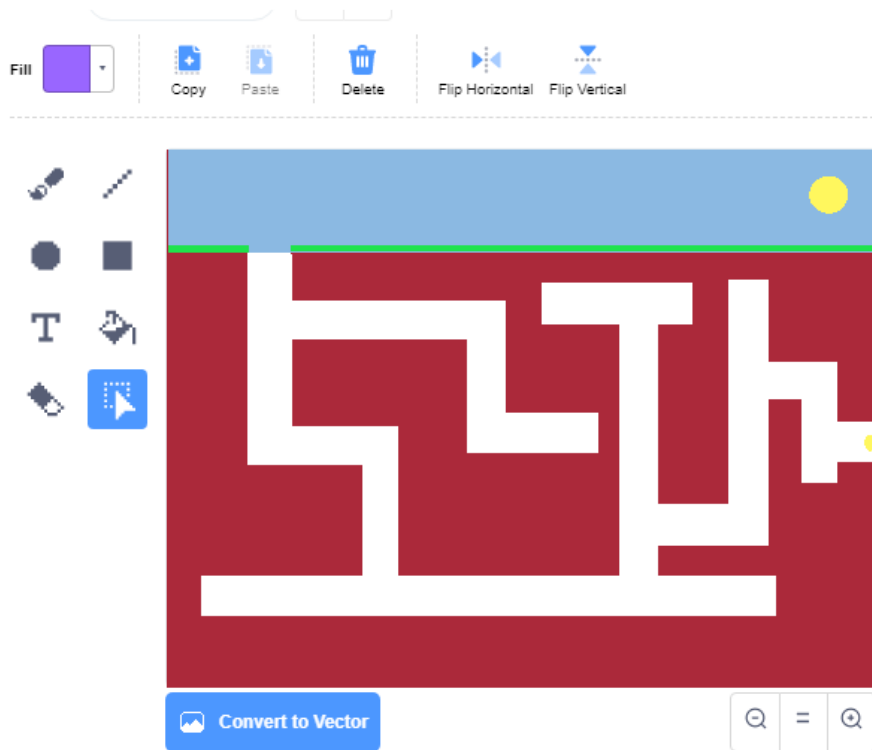 Fill
Copy
Paste
Delete
Flip Horizontal
Flip Vertical
T
Convert to Vector